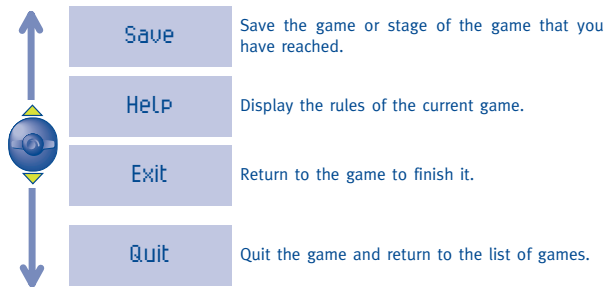 Save
Save the game or stage of the game that you
have reached.
Help
Display the rules of the current game.
Exit
Return to the game to finish it.
Quit
Quit the game and return to the list of games.